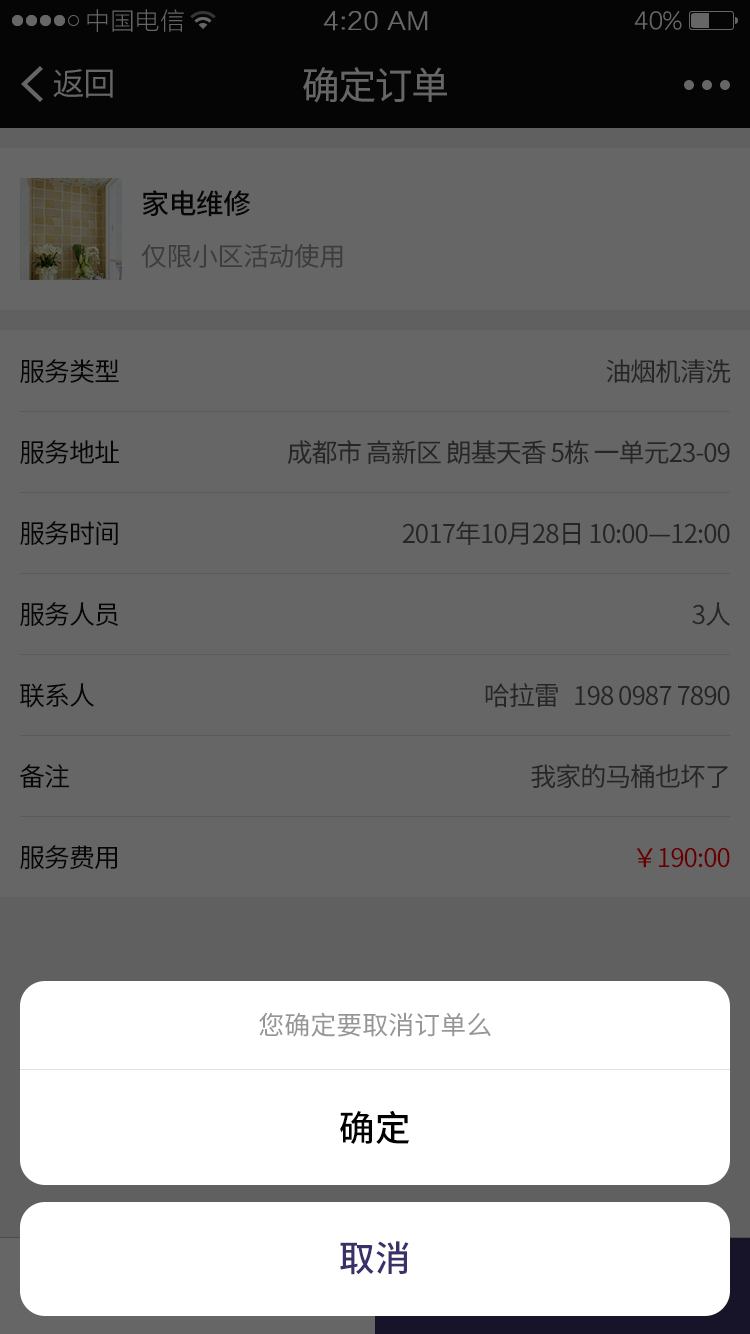 中国电信 4:20 AM 40%
返回 确定订单
家电维修
仅限小区活动使用
服务类型 油烟机清洗
服务地址 成都市 高新区 朗基天香 5栋 一单元23-09
服务时间 2017年10月28日 10:00—12:00
服务人员 3人
联系人 哈拉雷 198 0987 7890
备注 我家的马桶也坏了
服务费用 ￥190:00
您确定要取消订单么
确定
取消